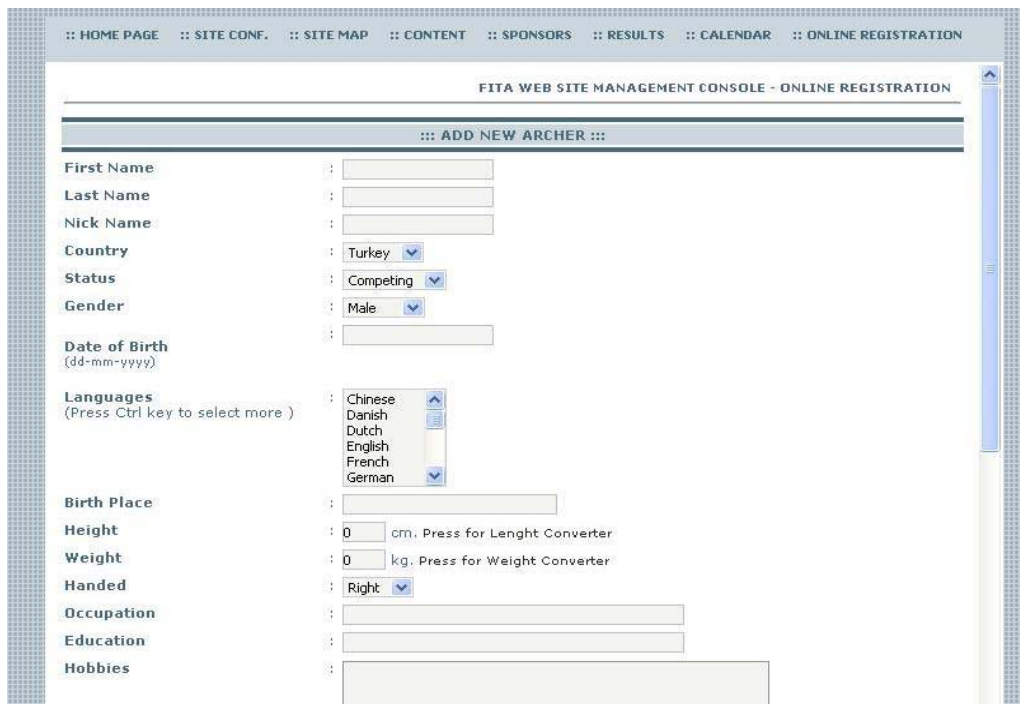 :: HOME PAGE :: SITE CONF. :: SITE MAP :: CONTENT :: SPONSORS :: RESULTS :: CALENDAR :: ONLINE REGISTRATION
FITA WEB SITE MANAGEMENT CONSOLE - ONLINE REGISTRATION
::: ADD NEW ARCHER :::
First Name :
Last Name :
Nick Name :
Country : Turkey
Status : Competing
Gender : Male
Date of Birth :
(dd-mm-yyyy)
Languages : Chinese
(Press Ctrl key to select more ) Danish
Dutch
English
French
German
Birth Place :
Height : 0 cm. Press for Lenght Converter
Weight : 0 kg. Press for Weight Converter
Handed : Right
Occupation :
Education :
Hobbies :